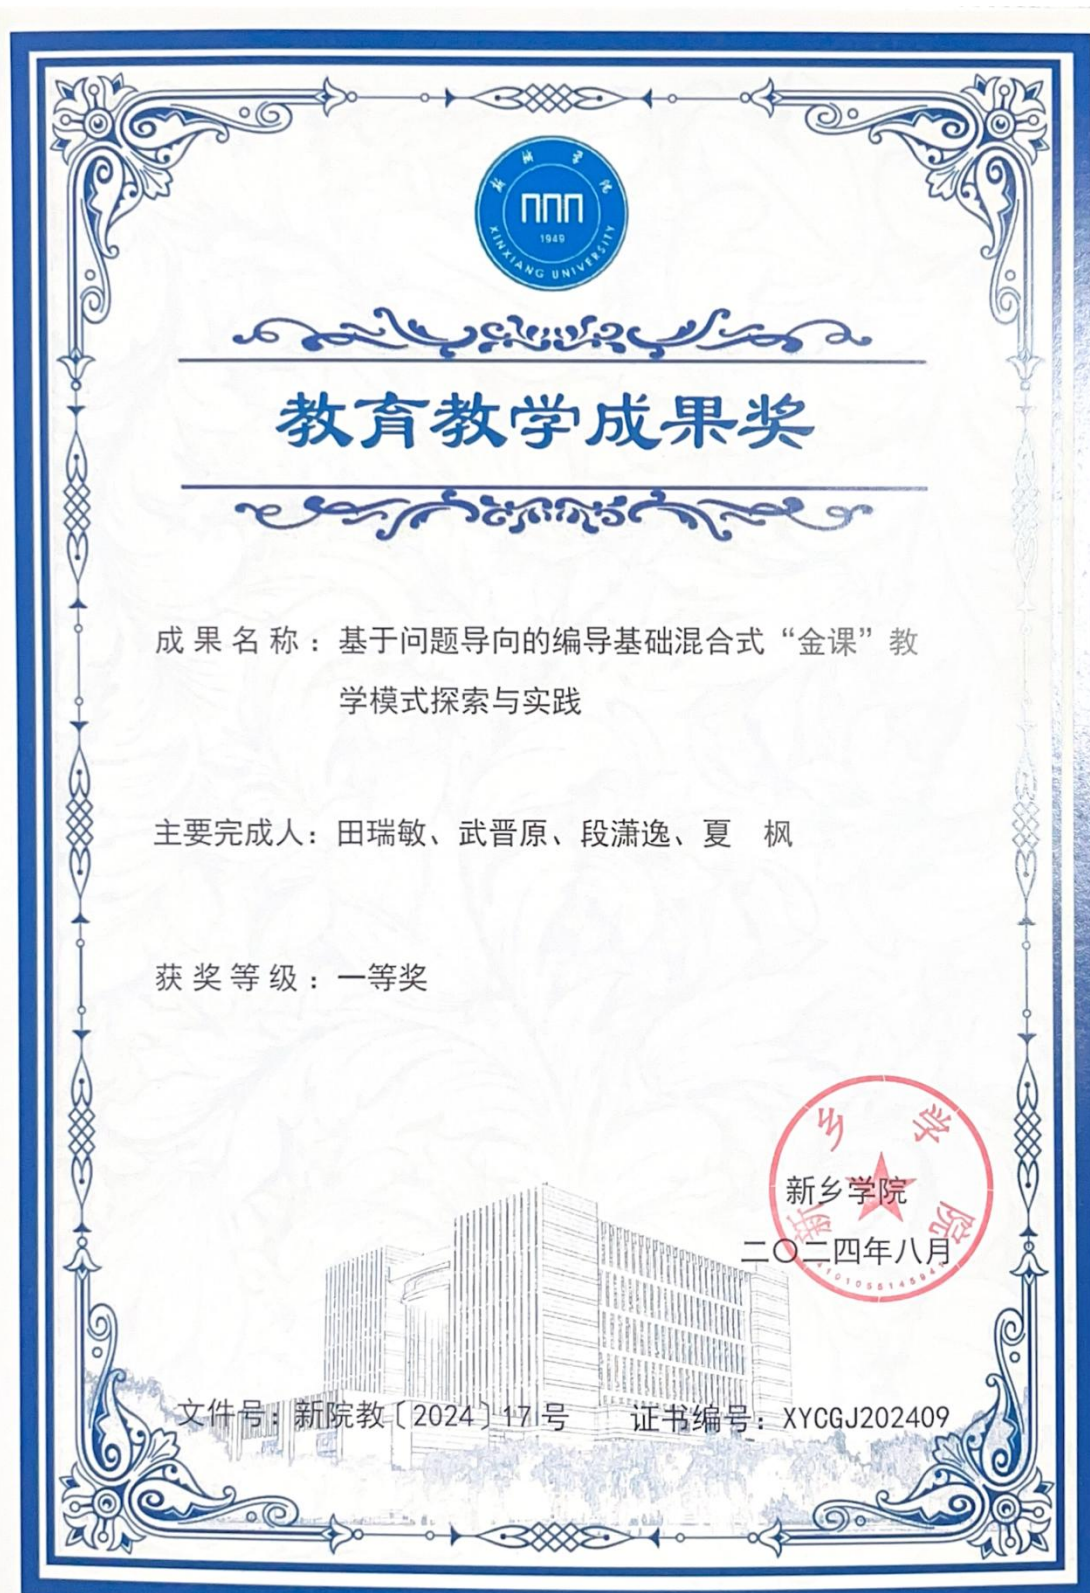 新乡学院
1949
XINXIANG UNIVERSITY
教育教学成果奖
成果名称：基于问题导向的编导基础混合式“金课”教
学模式探索与实践
主要完成人：田瑞敏、武晋原、段潇逸、夏　枫
获奖等级：一等奖
新乡学院
新乡学院
二〇二四年八月
文件号：新院教〔2024〕17号　证书编号：XYCGJ202409